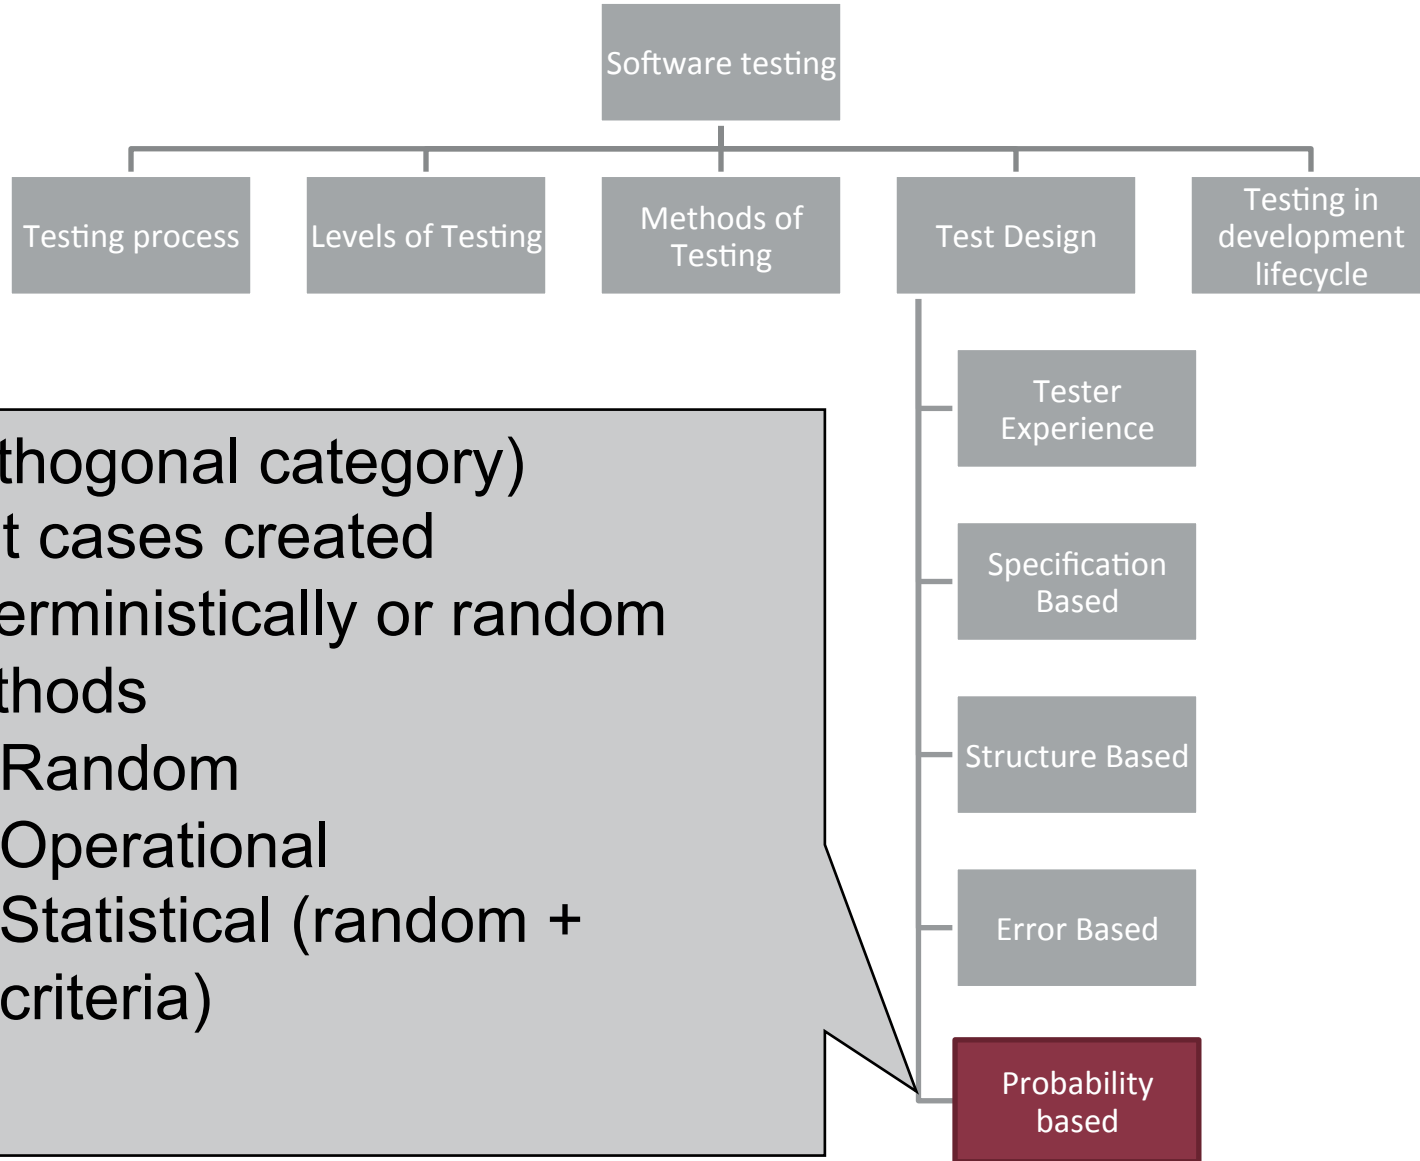 Software testing
Testing process
Levels of Testing
Methods of
Testing
Test Design
Testing in
development
lifecycle
Tester
Experience
Specification
Based
Structure Based
Error Based
Probability
based
thogonal category)
t cases created
erministically or random
thods
Random
Operational
Statistical (random +
criteria)